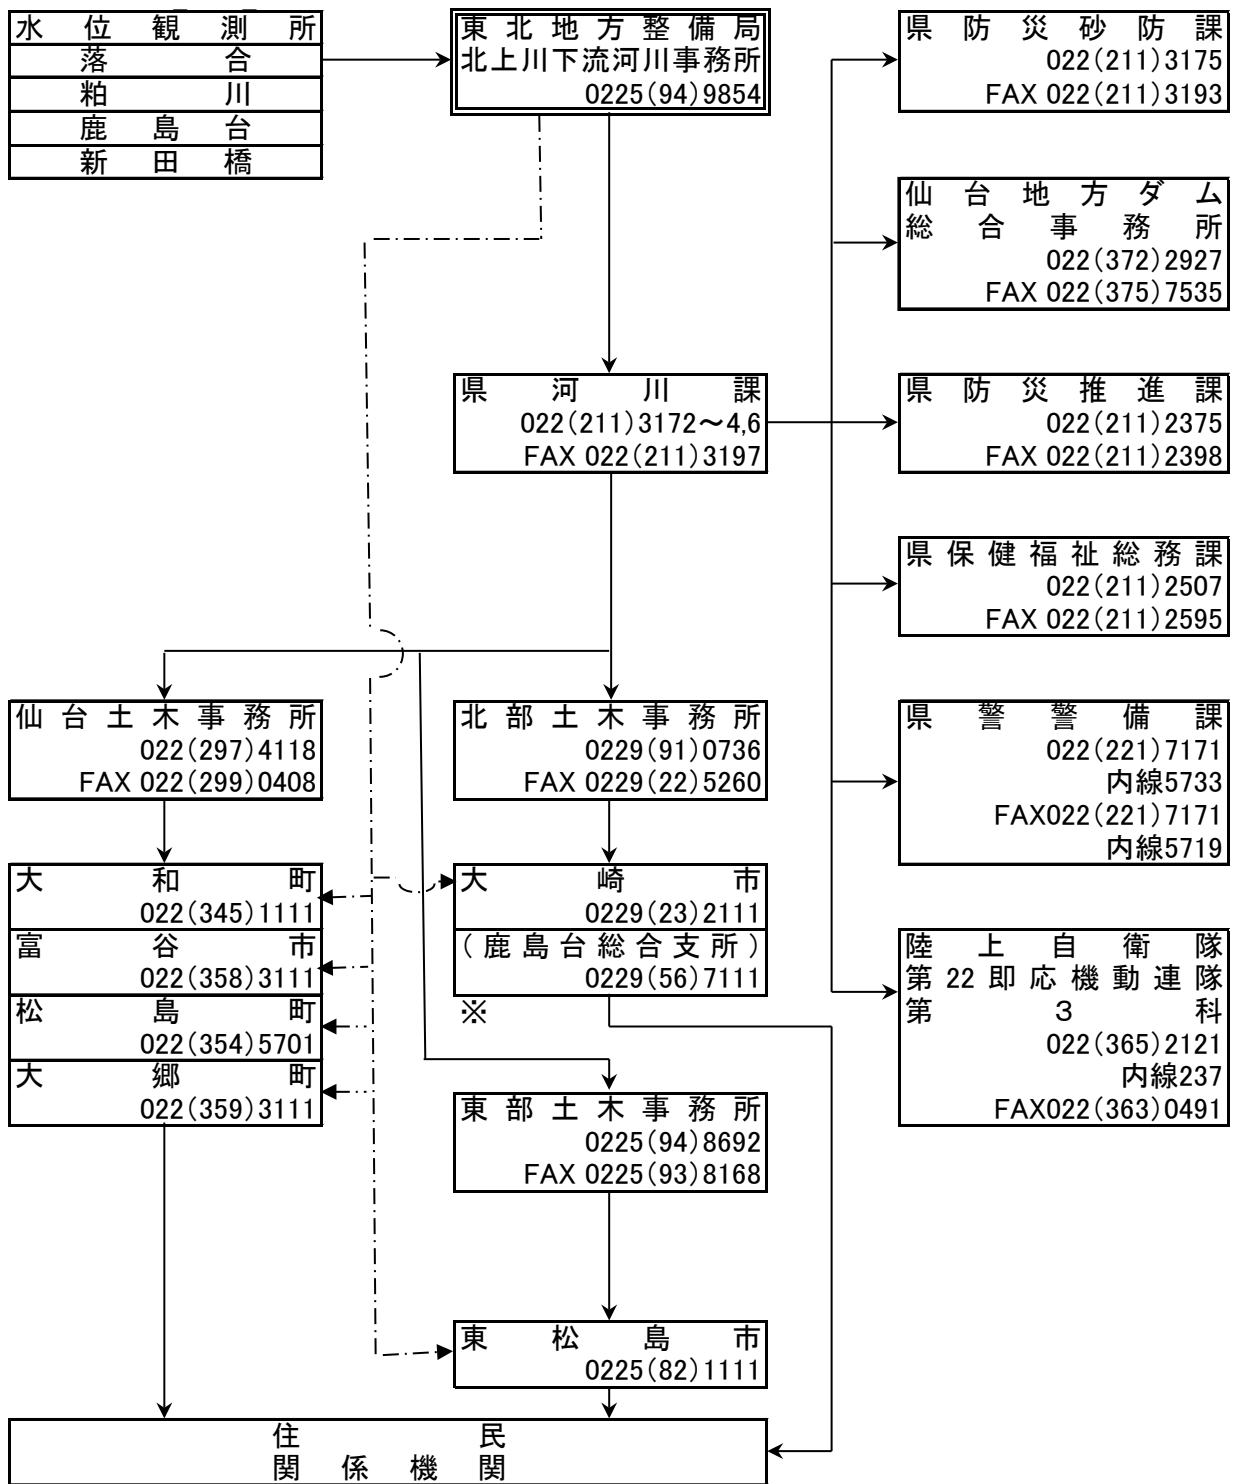 水位観測所
落合
粕川
鹿島台
新田橋
東北地方整備局
北上川下流河川事務所
0225(94)9854
県防災砂防課
022(211)3175
FAX 022(211)3193
仙台地方ダム
総合事務所
022(372)2927
FAX 022(375)7535
県河川課
022(211)3172～4,6
FAX 022(211)3197
県防災推進課
022(211)2375
FAX 022(211)2398
県保健福祉総務課
022(211)2507
FAX 022(211)2595
仙台土木事務所
022(297)4118
FAX 022(299)0408
北部土木事務所
0229(91)0736
FAX 0229(22)5260
県警警備課
022(221)7171
内線5733
FAX022(221)7171
内線5719
大和町
022(345)1111
富谷市
022(358)3111
松島町
022(354)5701
大郷町
022(359)3111
大崎市
0229(23)2111
(鹿島台総合支所)
0229(56)7111
※
陸上自衛隊
第22即応機動連隊
第3科
022(365)2121
内線237
FAX022(363)0491
東部土木事務所
0225(94)8692
FAX 0225(93)8168
東松島市
0225(82)1111
住民
関係機関